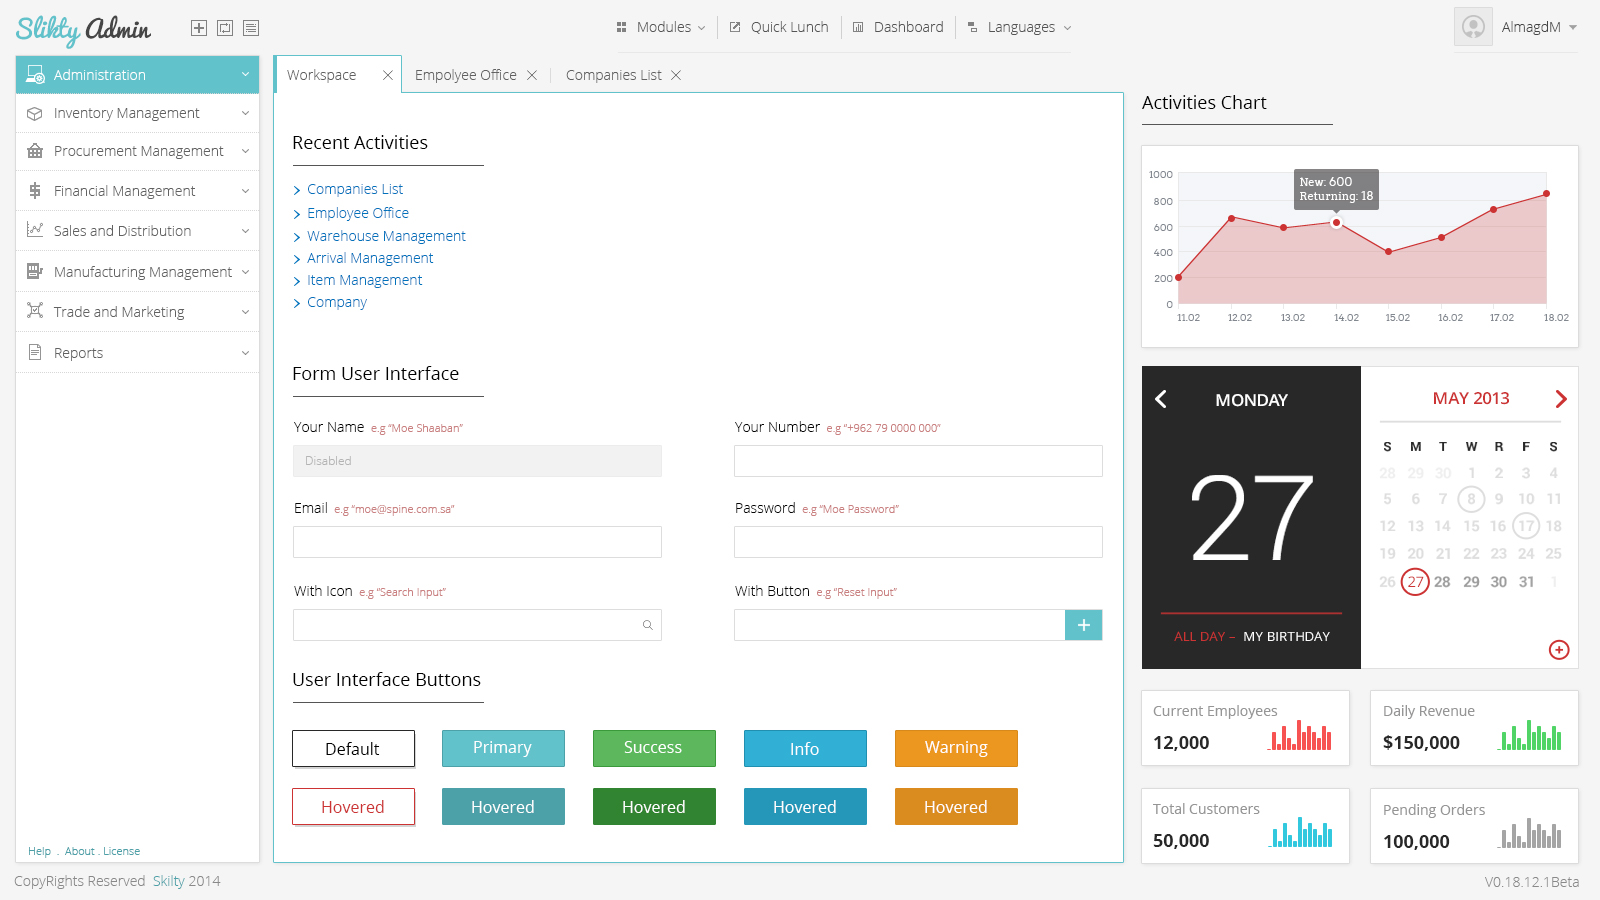 Slikty Admin
Modules
Quick Lunch
Dashboard
Languages
AlmagdM
Administration
Inventory Management
Procurement Management
Financial Management
Sales and Distribution
Manufacturing Management
Trade and Marketing
Reports
Help . About . License
Workspace
Empolyee Office
Companies List
Recent Activities
Companies List
Employee Office
Warehouse Management
Arrival Management
Item Management
Company
Form User Interface
Your Name e.g “Moe Shaaban”
Disabled
Your Number e.g “+962 79 0000 000”
Email e.g “moe@spine.com.sa”
Password e.g “Moe Password”
With Icon e.g “Search Input”
With Button e.g “Reset Input”
User Interface Buttons
Default Primary Success Info Warning
Hovered Hovered Hovered Hovered Hovered
Activities Chart
New: 600
Returning: 18
1000
800
600
400
200
0
11.02 12.02 13.02 14.02 15.02 16.02 17.02 18.02
MONDAY
27
ALL DAY – MY BIRTHDAY
MAY 2013
S M T W R F S
28 29 30 1 2 3 4
5 6 7 8 9 10 11
12 13 14 15 16 17 18
19 20 21 22 23 24 25
26 27 28 29 30 31 1
Current Employees
12,000
Daily Revenue
$150,000
Total Customers
50,000
Pending Orders
100,000
CopyRights Reserved Skilty 2014
V0.18.12.1Beta